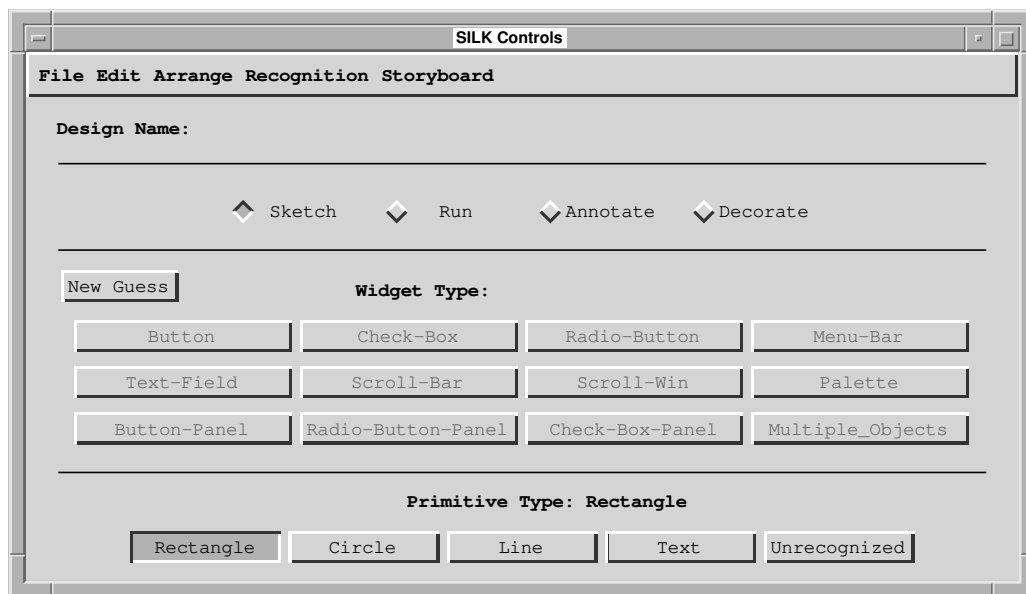 SILK Controls
File Edit Arrange Recognition Storyboard
Design Name:
Sketch Run Annotate Decorate
New Guess
Widget Type:
Button Check-Box Radio-Button Menu-Bar
Text-Field Scroll-Bar Scroll-Win Palette
Button-Panel Radio-Button-Panel Check-Box-Panel Multiple_Objects
Primitive Type: Rectangle
Rectangle Circle Line Text Unrecognized